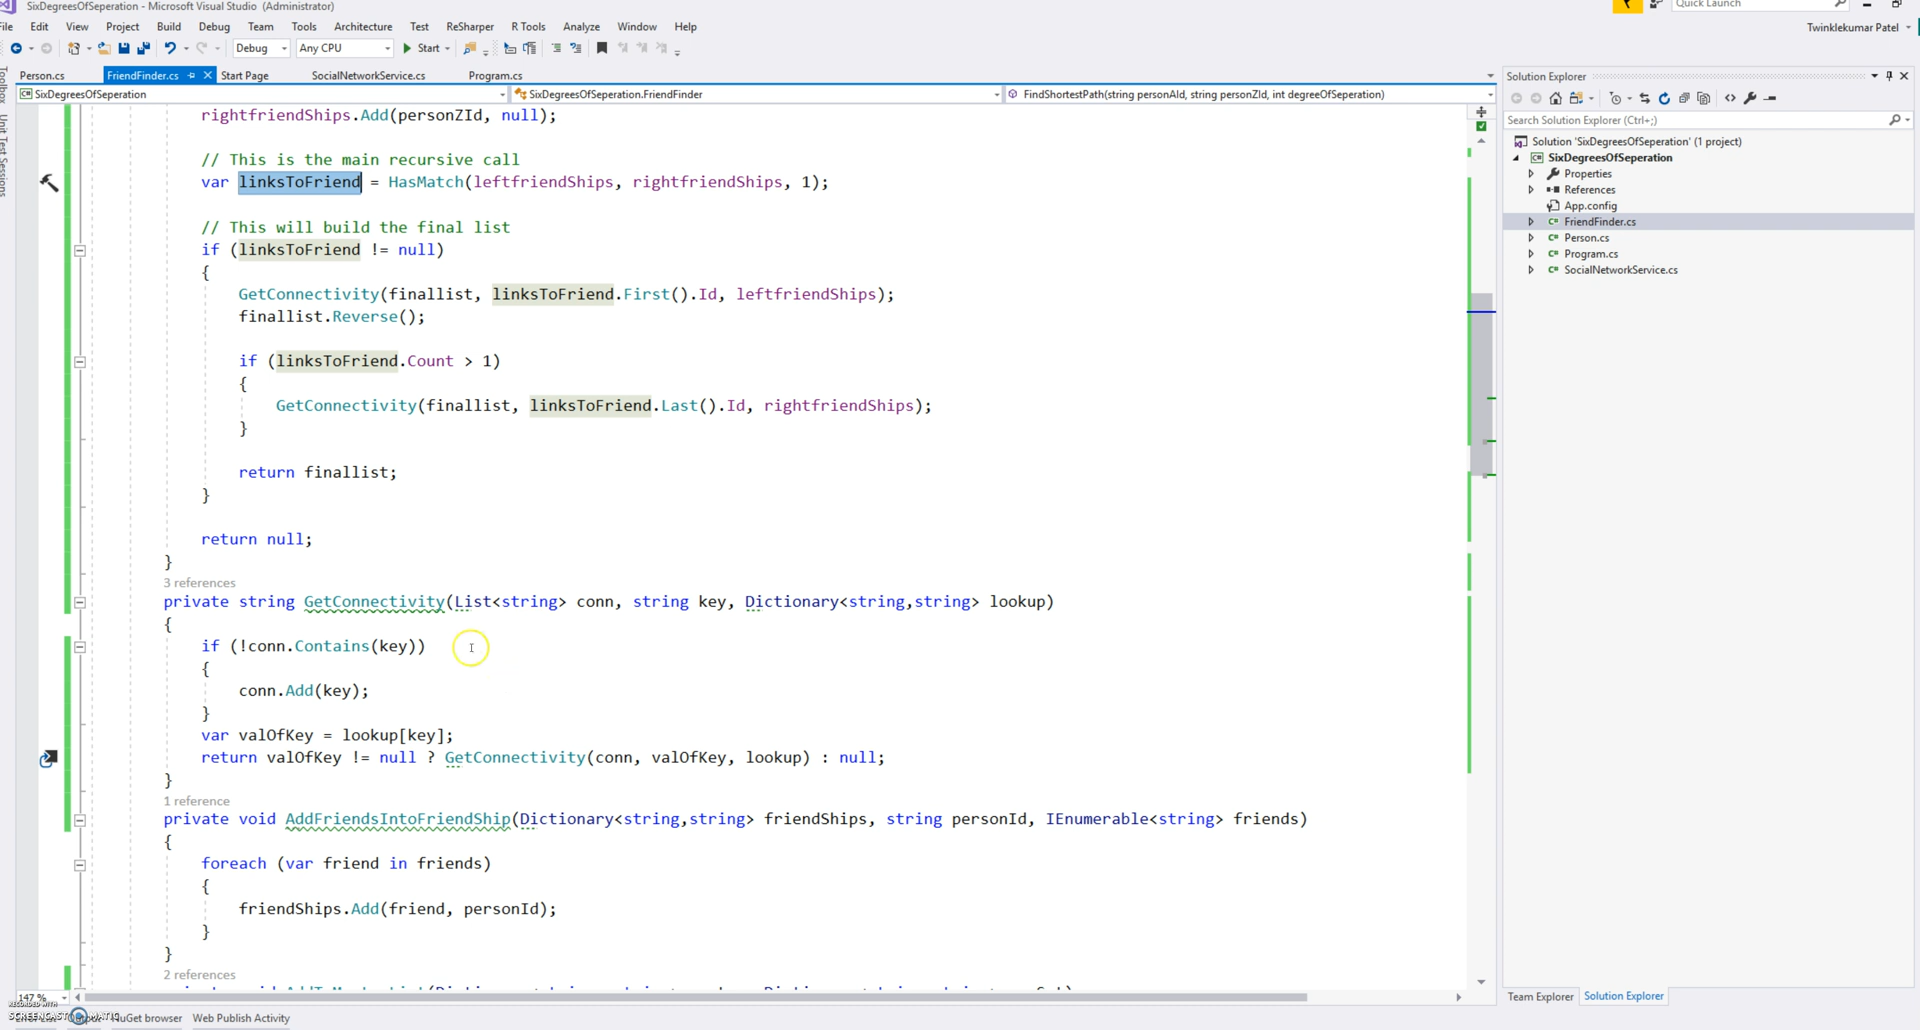 SixDegreesOfSeperation - Microsoft Visual Studio (Administrator)
Quick Launch
File Edit View Project Build Debug Team Tools Architecture Test ReSharper R Tools Analyze Window Help
Twinklekumar Patel
Debug Any CPU Start
Toolbox
Unit Test Sessions
Person.cs FriendFinder.cs Start Page SocialNetworkService.cs Program.cs
SixDegreesOfSeperation SixDegreesOfSeperation.FriendFinder FindShortestPath(string personAId, string personZId, int degreeOfSeperation)
rightfriendShips.Add(personZId, null);
// This is the main recursive call
var linksToFriend = HasMatch(leftfriendShips, rightfriendShips, 1);
// This will build the final list
if (linksToFriend != null)
{
GetConnectivity(finallist, linksToFriend.First().Id, leftfriendShips);
finallist.Reverse();
if (linksToFriend.Count > 1)
{
GetConnectivity(finallist, linksToFriend.Last().Id, rightfriendShips);
}
return finallist;
}
return null;
}
3 references
private string GetConnectivity(List<string> conn, string key, Dictionary<string,string> lookup)
{
if (!conn.Contains(key))
{
conn.Add(key);
}
var valOfKey = lookup[key];
return valOfKey != null ? GetConnectivity(conn, valOfKey, lookup) : null;
}
1 reference
private void AddFriendsIntoFriendShip(Dictionary<string,string> friendShips, string personId, IEnumerable<string> friends)
{
foreach (var friend in friends)
{
friendShips.Add(friend, personId);
}
}
2 references
147 %
RECORDED WITH
SCREENCAST MATIC
NuGet browser Web Publish Activity
Solution Explorer
Search Solution Explorer (Ctrl+;)
Solution 'SixDegreesOfSeperation' (1 project)
SixDegreesOfSeperation
Properties
References
App.config
FriendFinder.cs
Person.cs
Program.cs
SocialNetworkService.cs
Team Explorer Solution Explorer